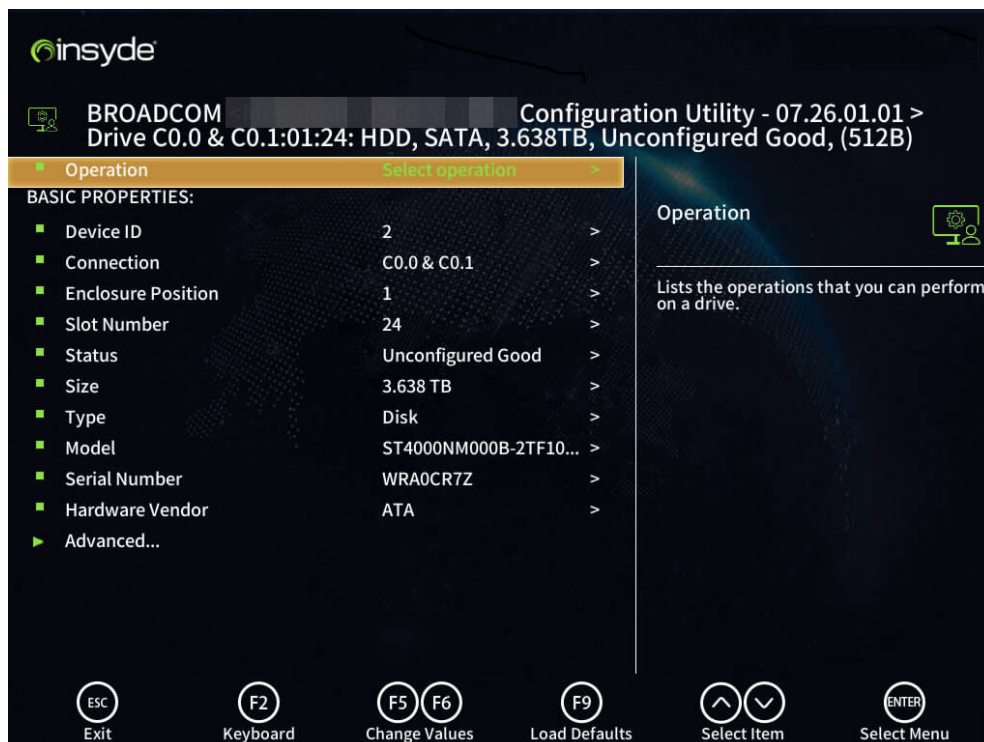 insyde
BROADCOM Configuration Utility - 07.26.01.01 >
Drive C0.0 & C0.1:01:24: HDD, SATA, 3.638TB, Unconfigured Good, (512B)
Operation Select operation >
BASIC PROPERTIES:
Device ID 2 >
Connection C0.0 & C0.1 >
Enclosure Position 1 >
Slot Number 24 >
Status Unconfigured Good >
Size 3.638 TB >
Type Disk >
Model ST4000NM000B-2TF10... >
Serial Number WRA0CR7Z >
Hardware Vendor ATA >
Advanced...
Operation
Lists the operations that you can perform
on a drive.
ESC F2 F5 F6 F9 ENTER
Exit Keyboard Change Values Load Defaults Select Item Select Menu